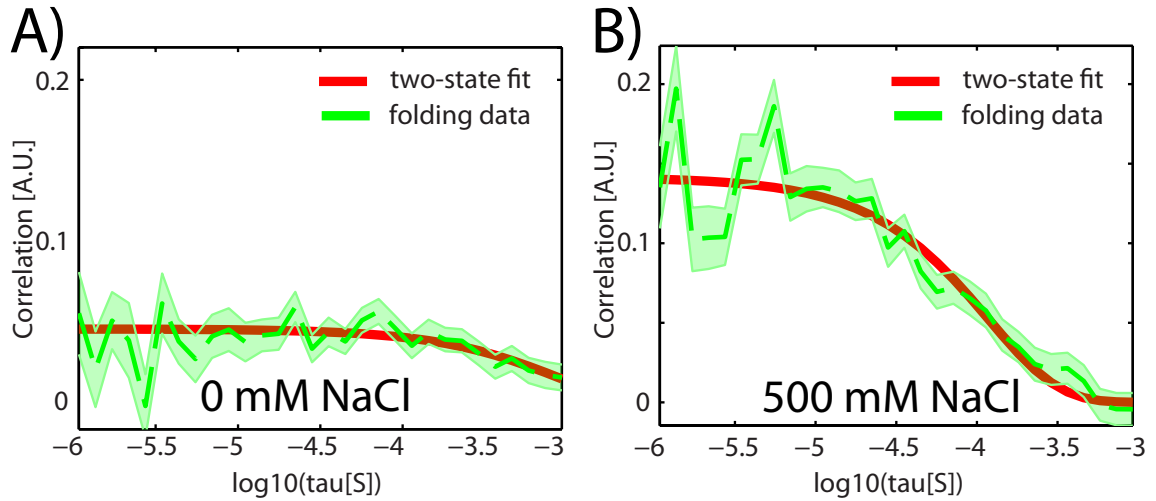 A)
0.2
0.1
0
Correlation [A.U.]
two-state fit
folding data
0 mM NaCl
−6 −5.5 −5 −4.5 −4 −3.5 −3
log10(tau[S])
B)
0.2
0.1
0
Correlation [A.U.]
two-state fit
folding data
500 mM NaCl
−6 −5.5 −5 −4.5 −4 −3.5 −3
log10(tau[S])